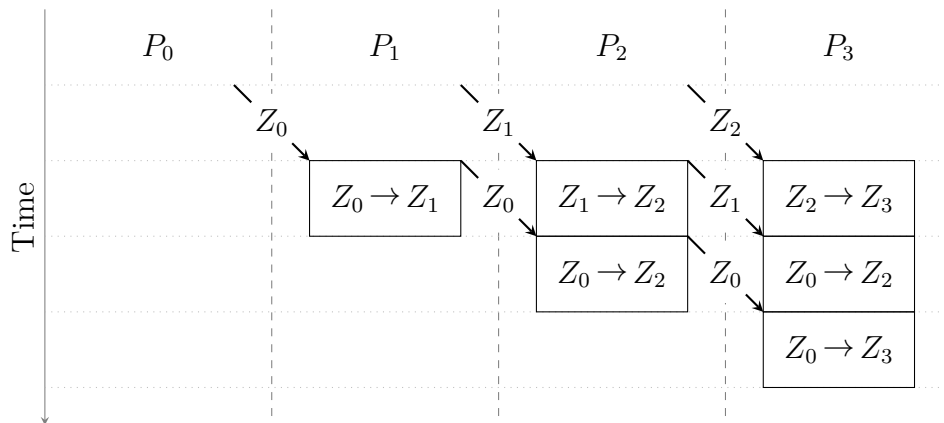 P₀ P₁ P₂ P₃
Z₀ Z₁ Z₂
Z₀ → Z₁ Z₀ Z₁ → Z₂ Z₁ Z₂ → Z₃
Z₀ → Z₂ Z₀ Z₀ → Z₂
Z₀ → Z₃
Time